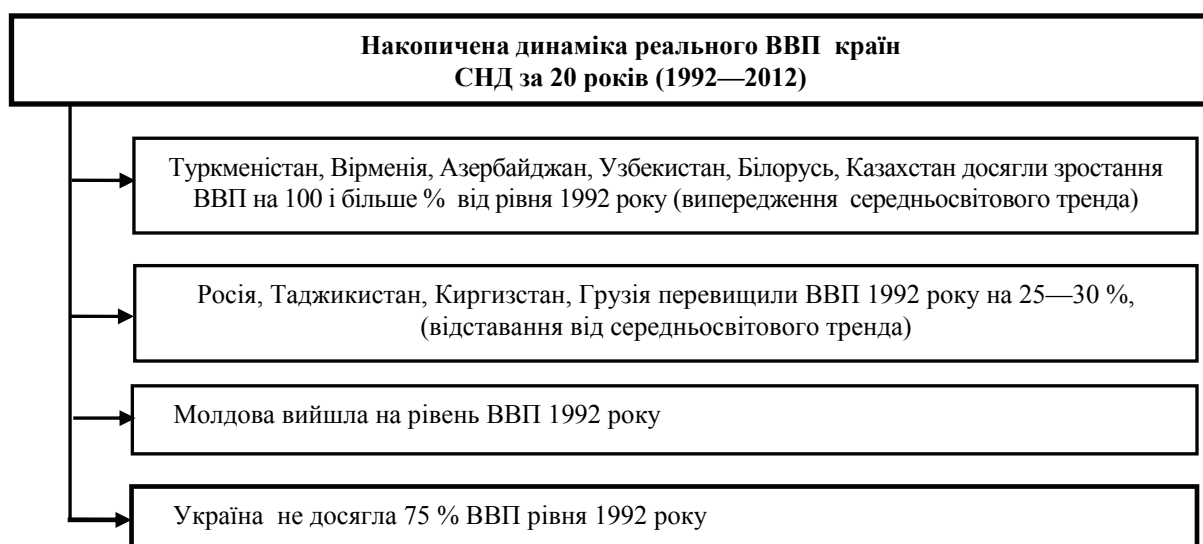 Накопичена динаміка реального ВВП країн
СНД за 20 років (1992—2012)
Туркменістан, Вірменія, Азербайджан, Узбекистан, Білорусь, Казахстан досягли зростання
ВВП на 100 і більше % від рівня 1992 року (випередження середньосвітового тренда)
Росія, Таджикистан, Киргизстан, Грузія перевищили ВВП 1992 року на 25—30 %,
(відставання від середньосвітового тренда)
Молдова вийшла на рівень ВВП 1992 року
Україна не досягла 75 % ВВП рівня 1992 року